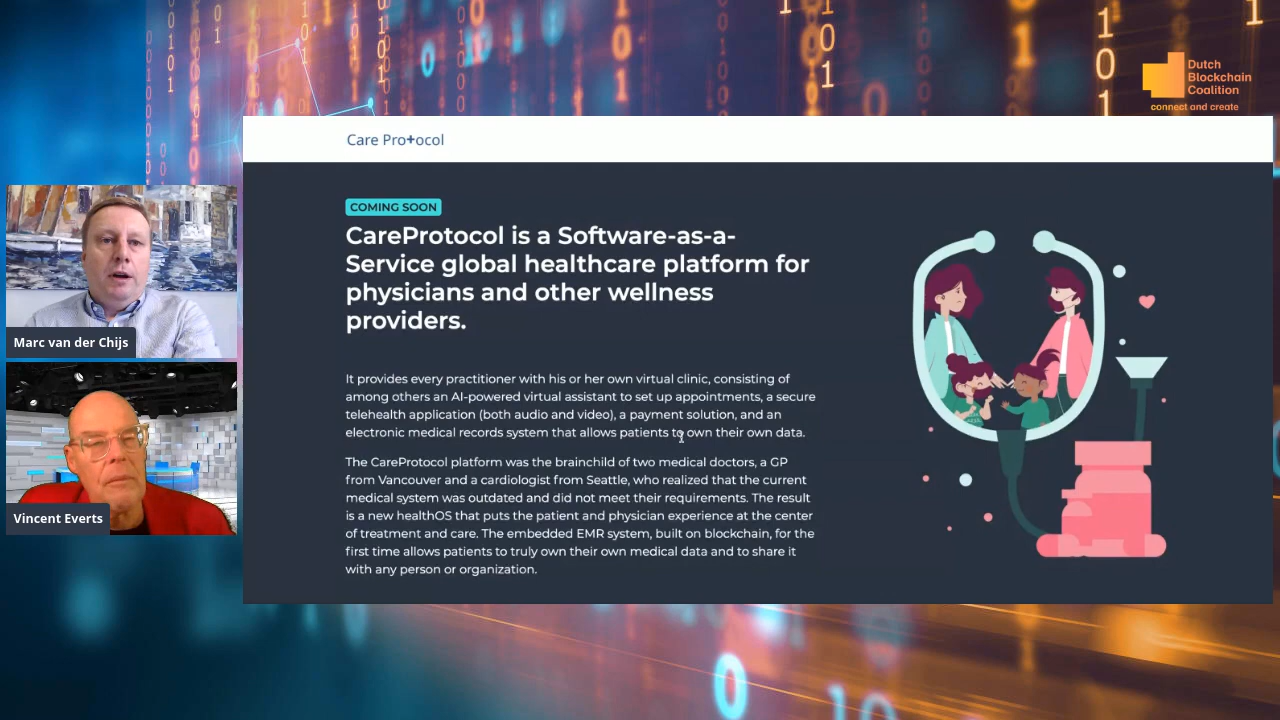 Dutch
Blockchain
Coalition
connect and create
Care Pro+ocol
COMING SOON
CareProtocol is a Software-as-a-
Service global healthcare platform for
physicians and other wellness
providers.
It provides every practitioner with his or her own virtual clinic, consisting of
among others an AI-powered virtual assistant to set up appointments, a secure
telehealth application (both audio and video), a payment solution, and an
electronic medical records system that allows patients to own their own data.
The CareProtocol platform was the brainchild of two medical doctors, a GP
from Vancouver and a cardiologist from Seattle, who realized that the current
medical system was outdated and did not meet their requirements. The result
is a new healthOS that puts the patient and physician experience at the center
of treatment and care. The embedded EMR system, built on blockchain, for the
first time allows patients to truly own their own medical data and to share it
with any person or organization.
Marc van der Chijs
Vincent Everts